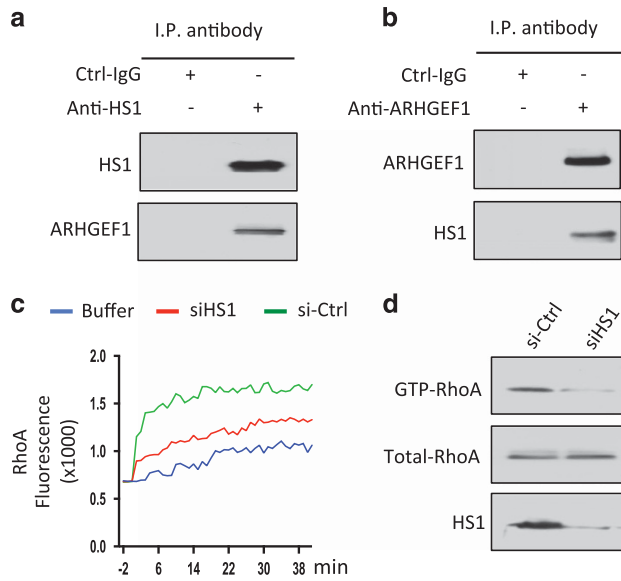 a
I.P. antibody
Ctrl-IgG + -
Anti-HS1 - +
HS1
ARHGEF1
b
I.P. antibody
Ctrl-IgG + -
Anti-ARHGEF1 - +
ARHGEF1
HS1
c
Buffer siHS1 si-Ctrl
2.0
1.5
1.0
0.5
0.0
RhoA
Fluorescence
(x1000)
-2 6 14 22 30 38 min
d
si-Ctrl siHS1
GTP-RhoA
Total-RhoA
HS1